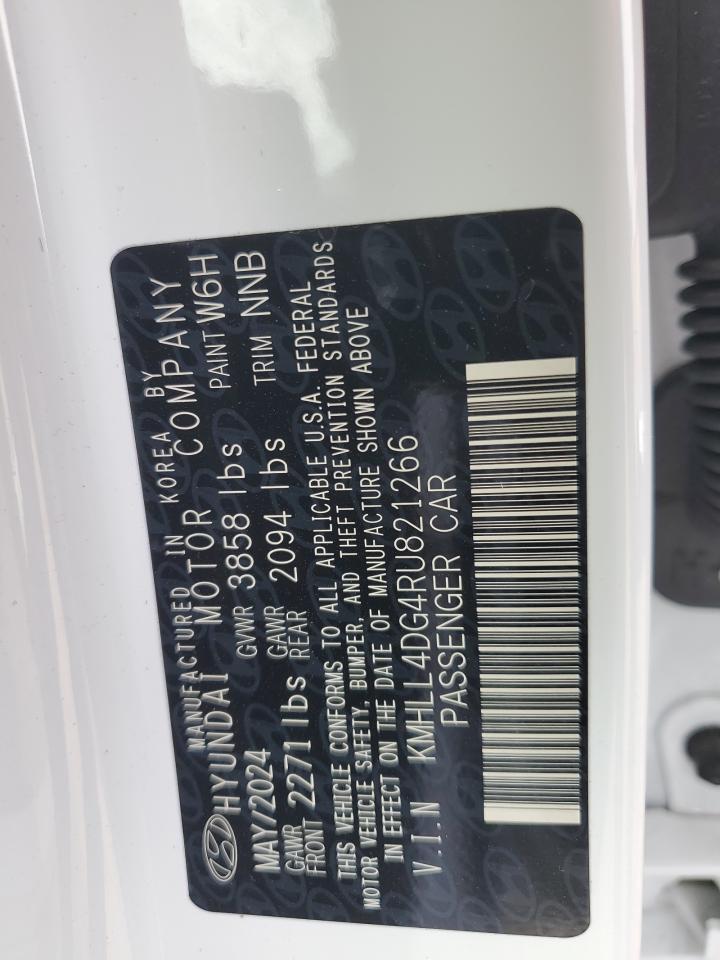 MANUFACTURED IN KOREA BY
HYUNDAI MOTOR COMPANY
MAY/2024 GVWR 3858 lbs PAINT W6H
GAWR FRONT 2271 lbs GAWR REAR 2094 lbs TRIM NNB
THIS VEHICLE CONFORMS TO ALL APPLICABLE U.S.A. FEDERAL
MOTOR VEHICLE SAFETY, BUMPER, AND THEFT PREVENTION STANDARDS
IN EFFECT ON THE DATE OF MANUFACTURE SHOWN ABOVE
V.I.N KMHLL4DG4RU821266
PASSENGER CAR